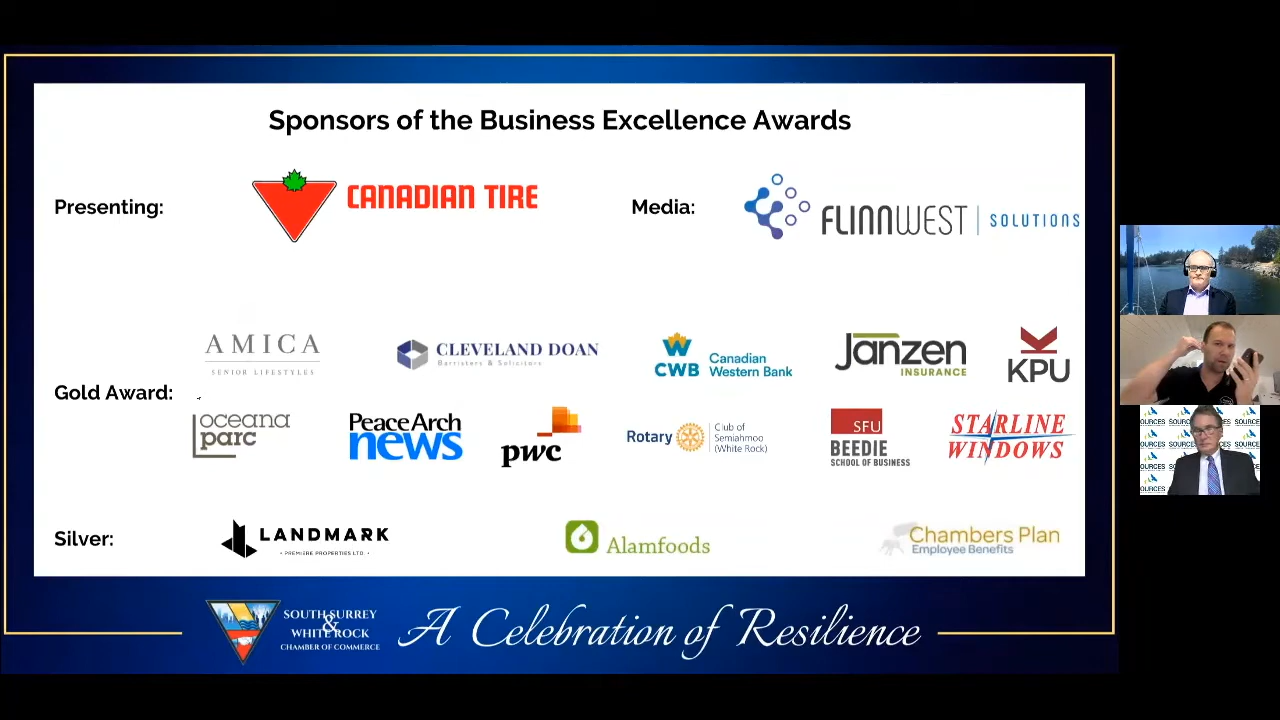 Sponsors of the Business Excellence Awards
Presenting:
CANADIAN TIRE
Media:
FLINNWEST | SOLUTIONS
AMICA
SENIOR LIFESTYLES
CLEVELAND DOAN
Barristers & Solicitors
CWB
Canadian
Western Bank
Janzen
INSURANCE
KPU
Gold Award:
oceana
parc
PeaceArch
news
pwc
Rotary
Club of
Semiahmoo
(White Rock)
SFU
BEEDIE
SCHOOL OF BUSINESS
STARLINE
WINDOWS
Silver:
LANDMARK
• PREMIERE PROPERTIES LTD. •
Alamfoods
Chambers Plan
Employee Benefits
SOUTH SURREY
&
WHITE ROCK
CHAMBER OF COMMERCE
A Celebration of Resilience
SOURCES